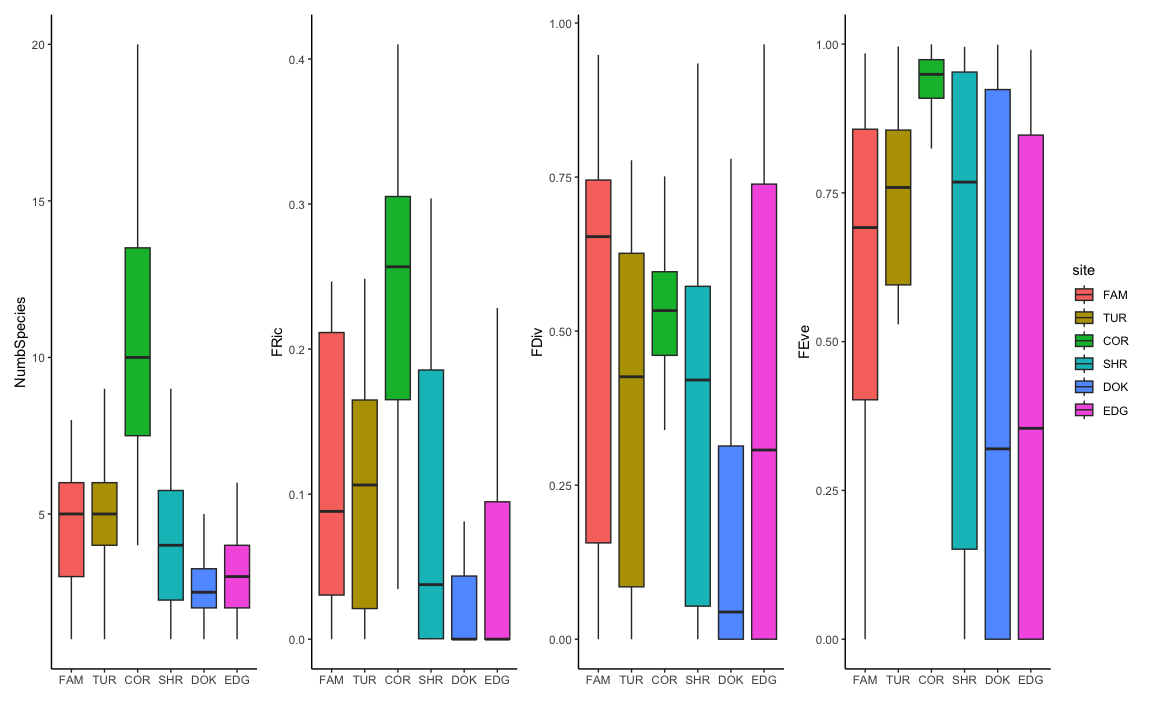 NumbSpecies
20
15
10
5
FAM TUR COR SHR DOK EDG
FRic
0.4
0.3
0.2
0.1
0.0
FAM TUR COR SHR DOK EDG
FDiv
1.00
0.75
0.50
0.25
0.00
FAM TUR COR SHR DOK EDG
FEve
1.00
0.75
0.50
0.25
0.00
FAM TUR COR SHR DOK EDG
site
FAM
TUR
COR
SHR
DOK
EDG